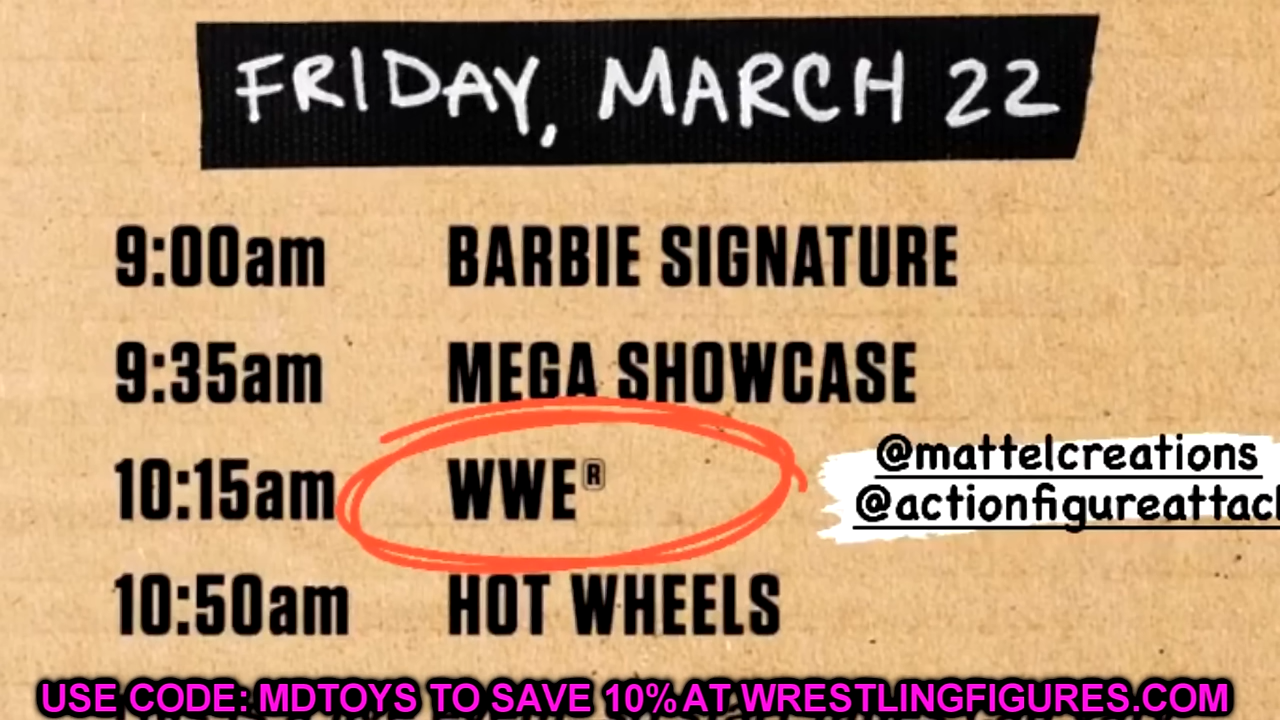 FRIDAY, MARCH 22
9:00am BARBIE SIGNATURE
9:35am MEGA SHOWCASE
10:15am WWE®
@mattelcreations
@actionfigureattack
10:50am HOT WHEELS
USE CODE: MDTOYS TO SAVE 10% AT WRESTLINGFIGURES.COM